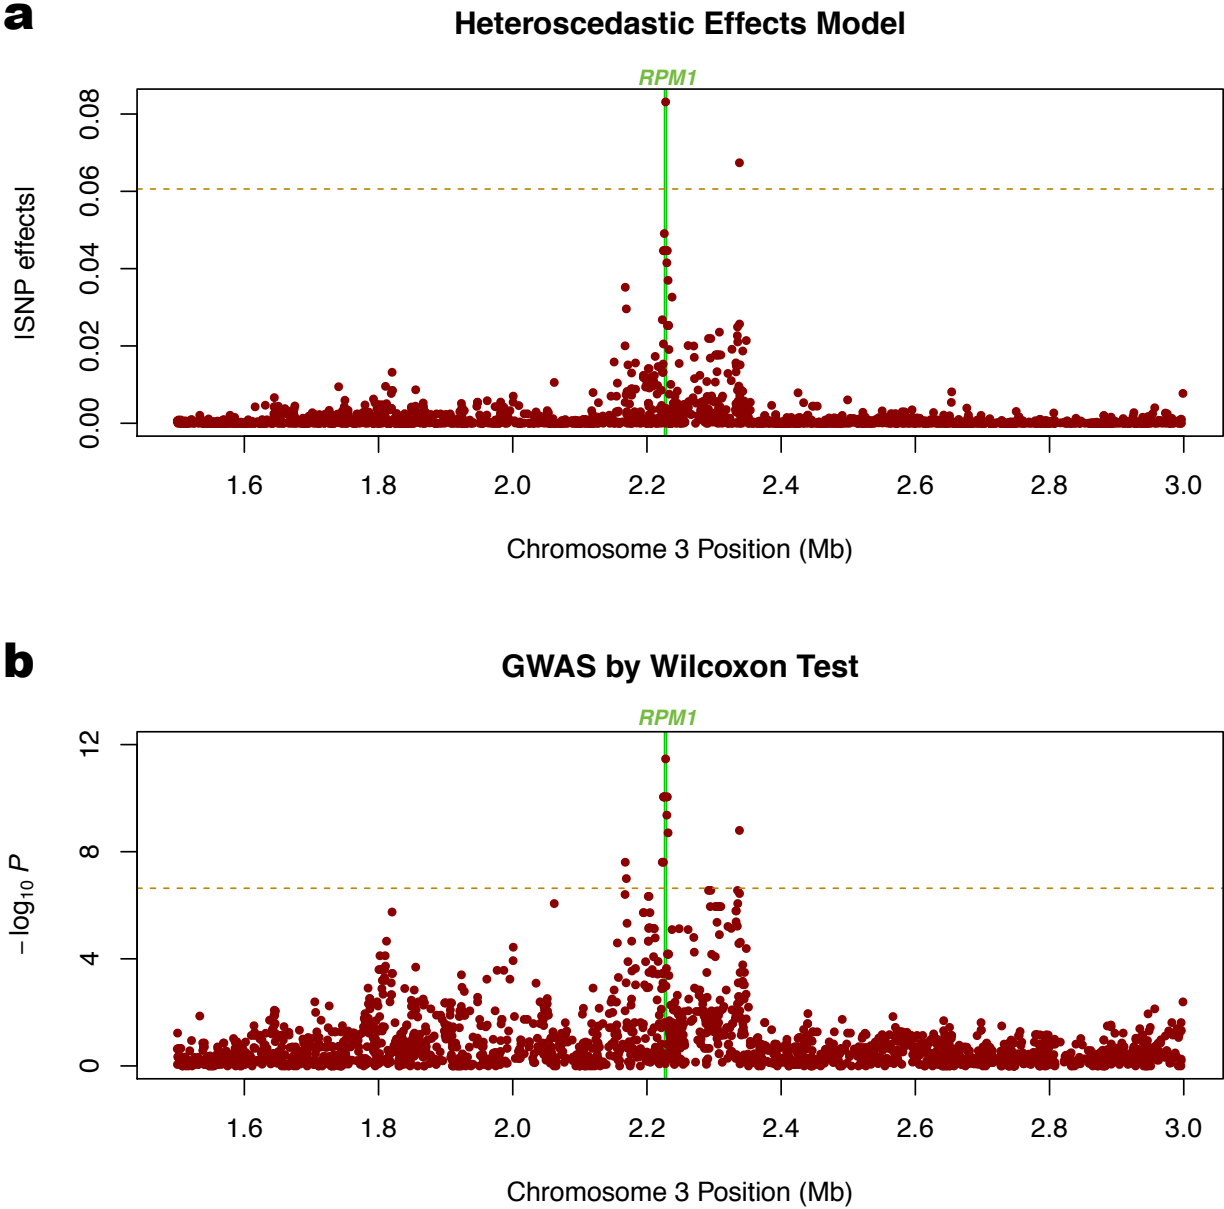 a
Heteroscedastic Effects Model
RPM1
|SNP effects|
0.08
0.06
0.04
0.02
0.00
1.6 1.8 2.0 2.2 2.4 2.6 2.8 3.0
Chromosome 3 Position (Mb)
b
GWAS by Wilcoxon Test
RPM1
−log₁₀ P
12
8
4
0
1.6 1.8 2.0 2.2 2.4 2.6 2.8 3.0
Chromosome 3 Position (Mb)